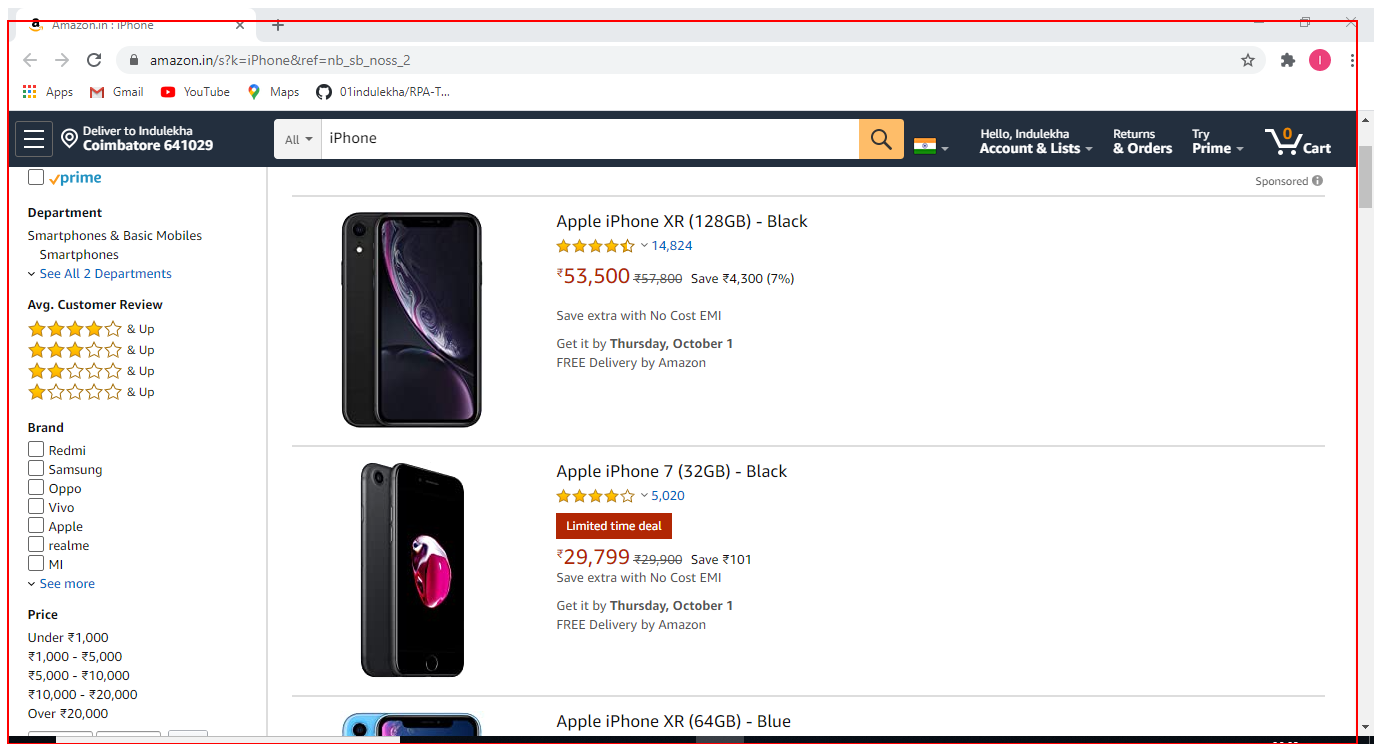 Amazon.in : iPhone
amazon.in/s?k=iPhone&ref=nb_sb_noss_2
Apps Gmail YouTube Maps 01indulekha/RPA-T...
Deliver to Indulekha
Coimbatore 641029
All iPhone
Hello, Indulekha
Account & Lists
Returns
& Orders
Try
Prime
0
Cart
prime
Department
Smartphones & Basic Mobiles
Smartphones
See All 2 Departments
Avg. Customer Review
& Up
& Up
& Up
& Up
Brand
Redmi
Samsung
Oppo
Vivo
Apple
realme
MI
See more
Price
Under ₹1,000
₹1,000 - ₹5,000
₹5,000 - ₹10,000
₹10,000 - ₹20,000
Over ₹20,000
Sponsored
Apple iPhone XR (128GB) - Black
14,824
₹53,500 ₹57,800 Save ₹4,300 (7%)
Save extra with No Cost EMI
Get it by Thursday, October 1
FREE Delivery by Amazon
Apple iPhone 7 (32GB) - Black
5,020
Limited time deal
₹29,799 ₹29,900 Save ₹101
Save extra with No Cost EMI
Get it by Thursday, October 1
FREE Delivery by Amazon
Apple iPhone XR (64GB) - Blue